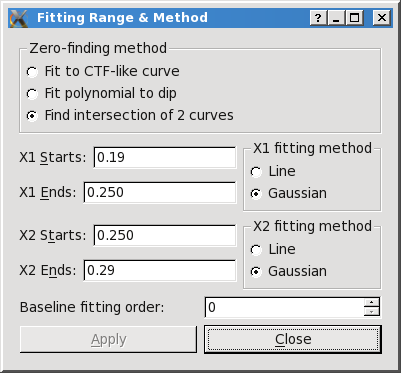 Fitting Range & Method
Zero-finding method
Fit to CTF-like curve
Fit polynomial to dip
Find intersection of 2 curves
X1 Starts: 0.19
X1 Ends: 0.250
X1 fitting method
Line
Gaussian
X2 Starts: 0.250
X2 Ends: 0.29
X2 fitting method
Line
Gaussian
Baseline fitting order: 0
Apply Close